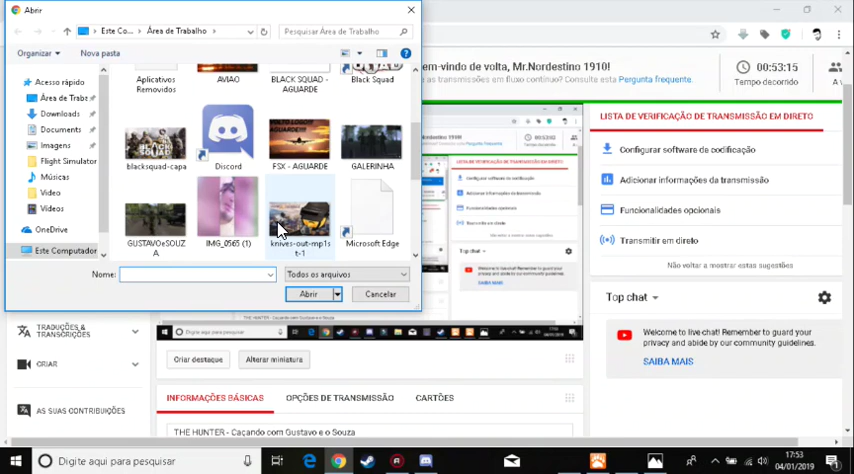 Abrir
Este Co... > Área de Trabalho
Pesquisar Área de Trabalho
Organizar
Nova pasta
Acesso rápido
Área de Traba
Downloads
Documents
Imagens
Flight Simulator
Músicas
Video
Vídeos
OneDrive
Este Computador
Aplicativos
Removidos
AVIAO
BLACK SQUAD -
AGUARDE
Black Squad
blacksquad-capa
Discord
FSX - AGUARDE
GALERINHA
GUSTAVOeSOUZ
A
IMG_0565 (1)
knives-out-mp1s
t-1
Microsoft Edge
Nome:
Todos os arquivos
Abrir
Cancelar
em-vindo de volta, Mr.Nordestino 1910!
as transmissões em fluxo contínuo? Consulta esta Pergunta frequente.
00:53:15
Tempo decorrido
LISTA DE VERIFICAÇÃO DE TRANSMISSÃO EM DIRETO
Configurar software de codificação
Adicionar informações da transmissão
Funcionalidades opcionais
Transmitir em direto
Não voltar a mostrar estas sugestões
Top chat
Welcome to live chat! Remember to guard your
privacy and abide by our community guidelines.
SAIBA MAIS
TRADUÇÕES &
TRANSCRIÇÕES
CRIAR
AS SUAS CONTRIBUIÇÕES
Criar destaque
Alterar miniatura
INFORMAÇÕES BÁSICAS
OPÇÕES DE TRANSMISSÃO
CARTÕES
THE HUNTER - Caçando com Gustavo e o Souza
Digite aqui para pesquisar
17:53
04/01/2019